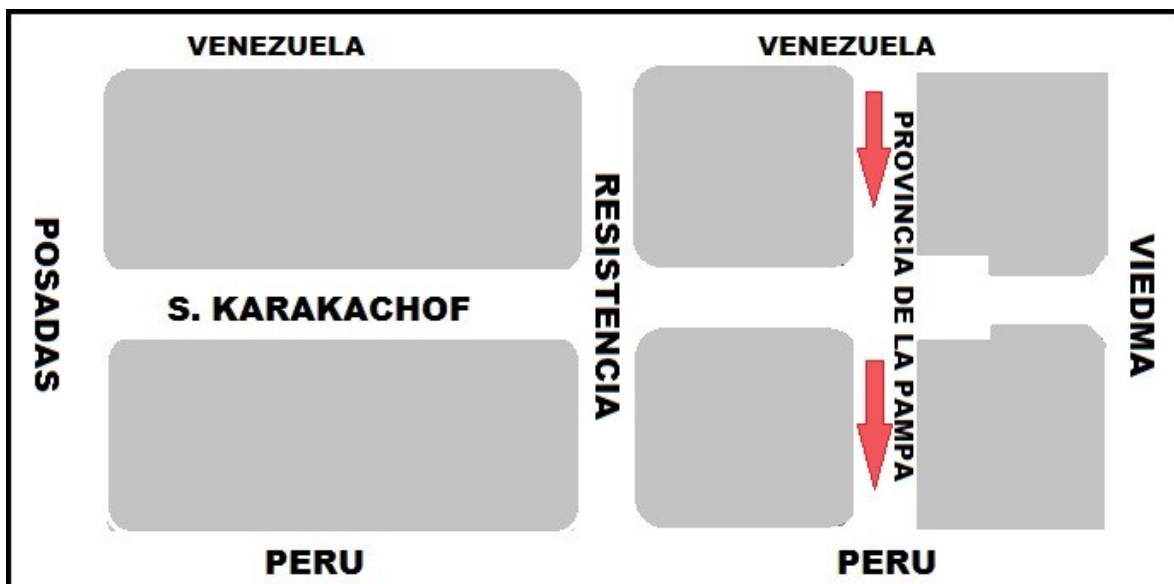 VENEZUELA
VENEZUELA
POSADAS
S. KARAKACHOF
RESISTENCIA
PROVINCIA DE LA PAMPA
VIEDMA
PERU
PERU